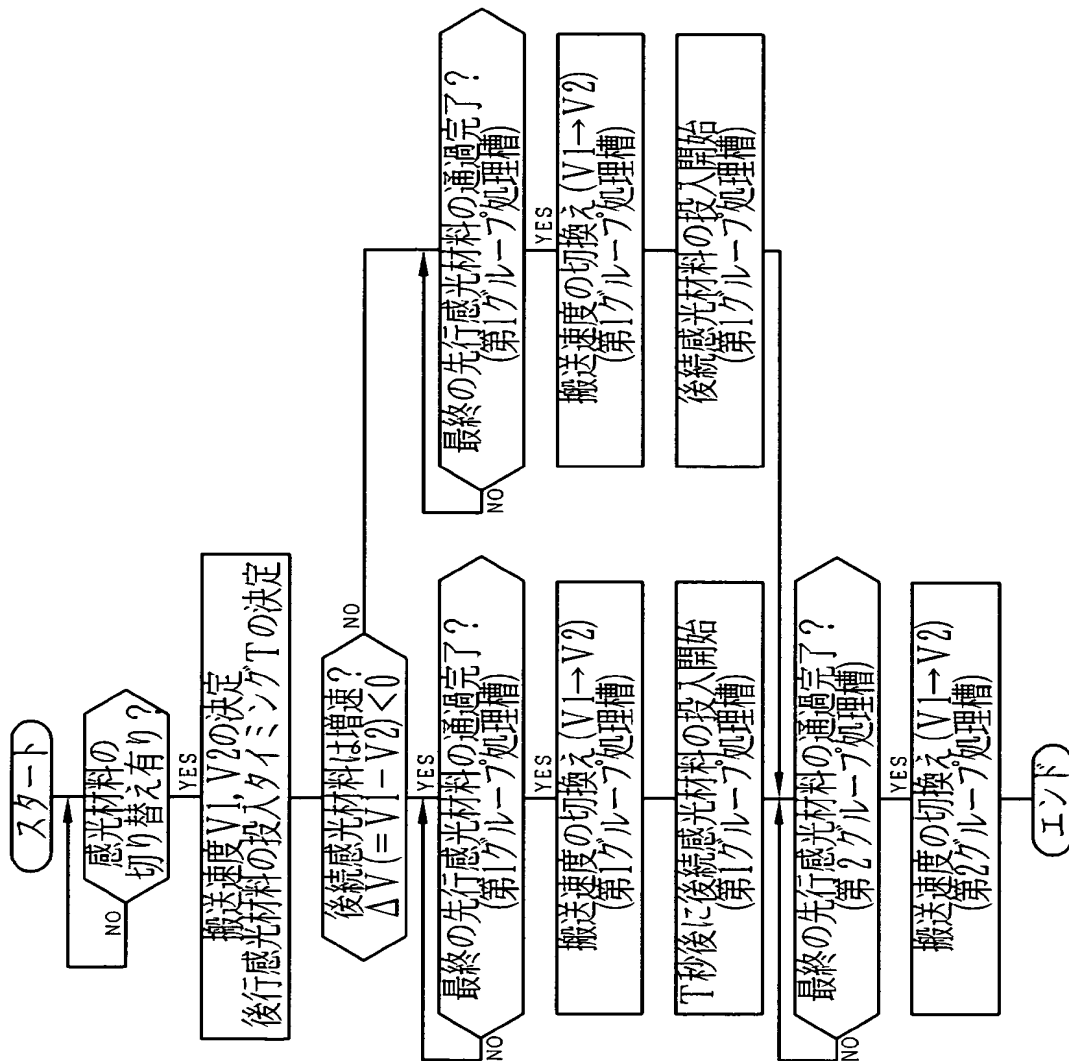 スタート
感光材料の
切り替え有り?
NO
YES
搬送速度V1,V2の決定
後行感光材料の投入タイミングTの決定
後続感光材料は増速?
ΔV(=V1-V2)<0
NO
YES
最終の先行感光材料の通過完了?
(第1グループ処理槽)
NO
YES
搬送速度の切換え(V1→V2)
(第1グループ処理槽)
T秒後に後続感光材料の投入開始
(第1グループ処理槽)
最終の先行感光材料の通過完了?
(第1グループ処理槽)
NO
YES
搬送速度の切換え(V1→V2)
(第1グループ処理槽)
後続感光材料の投入開始
(第1グループ処理槽)
最終の先行感光材料の通過完了?
(第2グループ処理槽)
NO
YES
搬送速度の切換え(V1→V2)
(第2グループ処理槽)
エンド